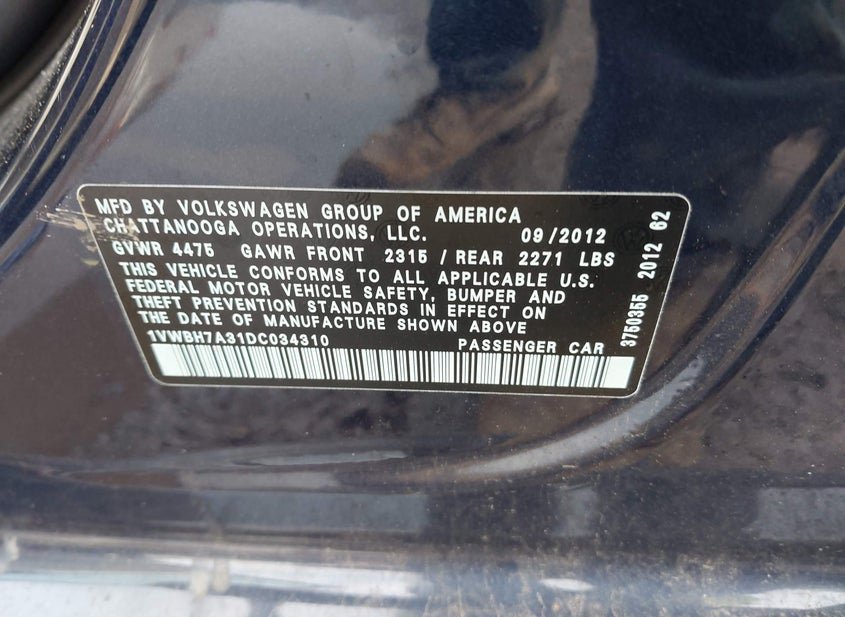 MFD BY VOLKSWAGEN GROUP OF AMERICA
CHATTANOOGA OPERATIONS, LLC. 09/2012
GVWR 4475 GAWR FRONT 2315 / REAR 2271 LBS
THIS VEHICLE CONFORMS TO ALL APPLICABLE U.S.
FEDERAL MOTOR VEHICLE SAFETY, BUMPER AND
THEFT PREVENTION STANDARDS IN EFFECT ON
THE DATE OF MANUFACTURE SHOWN ABOVE
1VWBH7A31DC034310 PASSENGER CAR
3750355 2012 62